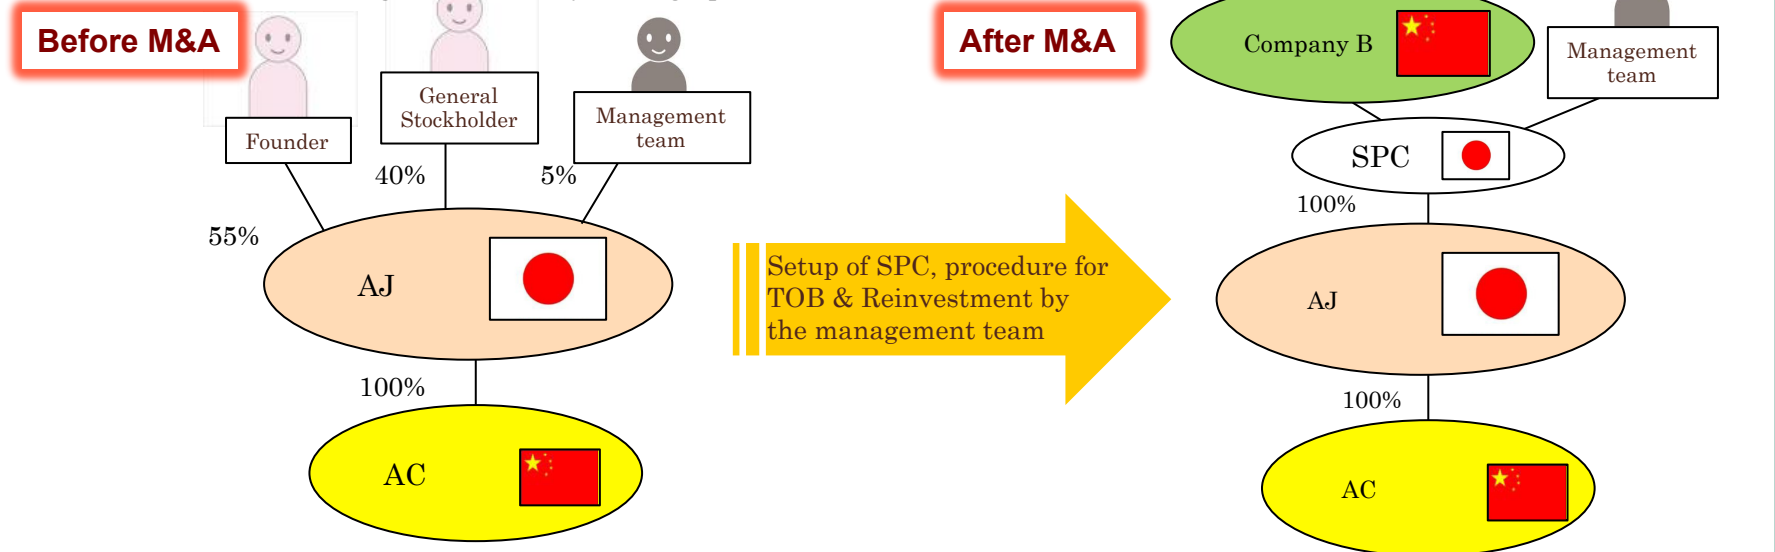 Before M&A
General
Stockholder
Management
team
Founder
40%
5%
55%
AJ
100%
AC
Setup of SPC, procedure for
TOB & Reinvestment by
the management team
After M&A
Company B
Management
team
SPC
100%
AJ
100%
AC